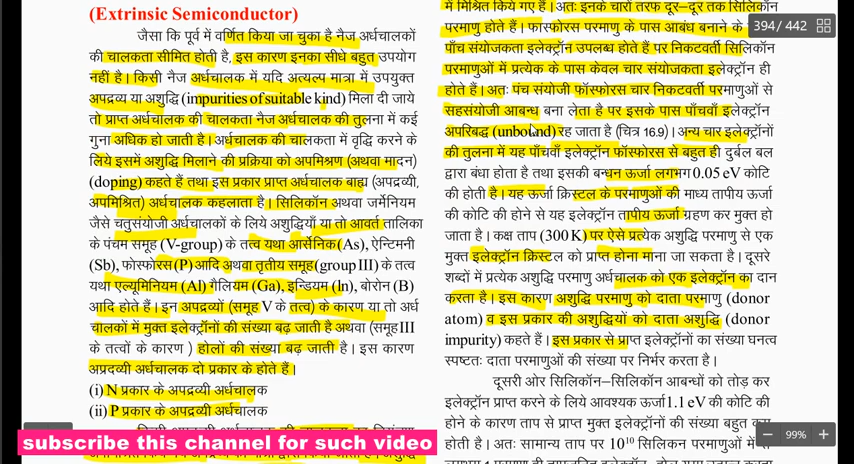 (Extrinsic Semiconductor)
जैसा कि पूर्व में वर्णित किया जा चुका है नैज अर्धचालकों
की चालकता सीमित होती है, इस कारण इनका सीधे बहुत उपयोग
नहीं है। किसी नैज अर्धचालक में यदि अत्यल्प मात्रा में उपयुक्त
अपद्रव्य या अशुद्धि (impurities of suitable kind) मिला दी जाये
तो प्राप्त अर्धचालक की चालकता नैज अर्धचालक की तुलना में कई
गुना अधिक हो जाती है। अर्धचालक की चालकता में वृद्धि करने के
लिये इसमें अशुद्धि मिलाने की प्रक्रिया को अपमिश्रण (अथवा मादन)
(doping) कहते हैं तथा इस प्रकार प्राप्त अर्धचालक बाह्य (अपद्रव्यी,
अपमिश्रित) अर्धचालक कहलाता है। सिलिकॉन अथवा जर्मेनियम
जैसे चतुसंयोजी अर्धचालकों के लिये अशुद्धियाँ या तो आवर्त तालिका
के पंचम समूह (V-group) के तत्व यथा आर्सेनिक(As), ऐन्टिमनी
(Sb), फोस्फोरस (P) आदि अथवा तृतीय समूह (group III) के तत्व
यथा एल्यूमिनियम (Al) गैलियम (Ga), इन्डियम (In), बोरोन (B)
आदि होते हैं। इन अपद्रव्यों (समूह V के तत्व) के कारण या तो अर्ध
चालकों में मुक्त इलेक्ट्रॉनों की संख्या बढ़ जाती है अथवा (समूह III
के तत्वों के कारण ) होलों की संख्या बढ़ जाती है। इस कारण
अप्रदव्यी अर्धचालक दो प्रकार के होते हैं।
(i) N प्रकार के अपदव्यी अर्धचालक
(ii) P प्रकार के अपदव्यी अर्धचालक
में मिश्रित किये गए हैं। अतः इनके चारों तरफ दूर–दूर तक सिलिकॉन
परमाणु होते हैं। फास्फोरस परमाणु के पास आबंध बनाने के
पाँच संयोजकता इलेक्ट्रॉन उपलब्ध होते हैं पर निकटवर्ती सिलिकॉन
परमाणुओं में प्रत्येक के पास केवल चार संयोजकता इलेक्ट्रॉन ही
होते हैं। अतः पंच संयोजी फॉस्फोरस चार निकटवर्ती परमाणुओं से
सहसंयोजी आबन्ध बना लेता है पर इसके पास पाँचवाँ इलेक्ट्रॉन
अपरिबद्ध (unbound) रह जाता है (चित्र 16.9)। अन्य चार इलेक्ट्रॉनों
की तुलना में यह पाँचवाँ इलेक्ट्रॉन फॉस्फोरस से बहुत ही दुर्बल बल
द्वारा बंधा होता है तथा इसकी बन्धन ऊर्जा लगभग 0.05 eV कोटि
की होती है। यह ऊर्जा क्रिस्टल के परमाणुओं की माध्य तापीय ऊर्जा
की कोटि की होने से यह इलेक्ट्रॉन तापीय ऊर्जा ग्रहण कर मुक्त हो
जाता है। कक्ष ताप (300 K) पर ऐसे प्रत्येक अशुद्धि परमाणु से एक
मुक्त इलेक्ट्रॉन क्रिस्टल को प्राप्त होना माना जा सकता है। दूसरे
शब्दों में प्रत्येक अशुद्धि परमाणु अर्धचालक को एक इलेक्ट्रॉन का दान
करता है। इस कारण अशुद्धि परमाणु को दाता परमाणु (donor
atom) व इस प्रकार की अशुद्धियों को दाता अशुद्धि (donor
impurity) कहते हैं। इस प्रकार से प्राप्त इलेक्ट्रॉनों का संख्या घनत्व
स्पष्टतः दाता परमाणुओं की संख्या पर निर्भर करता है।
दूसरी ओर सिलिकॉन–सिलिकॉन आबन्धों को तोड़ कर
इलेक्ट्रॉन प्राप्त करने के लिये आवश्यक ऊर्जा 1.1 eV की कोटि की
होने के कारण ताप से प्राप्त मुक्त इलेक्ट्रॉनों की संख्या बहुत कम
होती है। अतः सामान्य ताप पर 10¹⁰ सिलिकन परमाणुओं में से
394 / 442
99%
subscribe this channel for such video